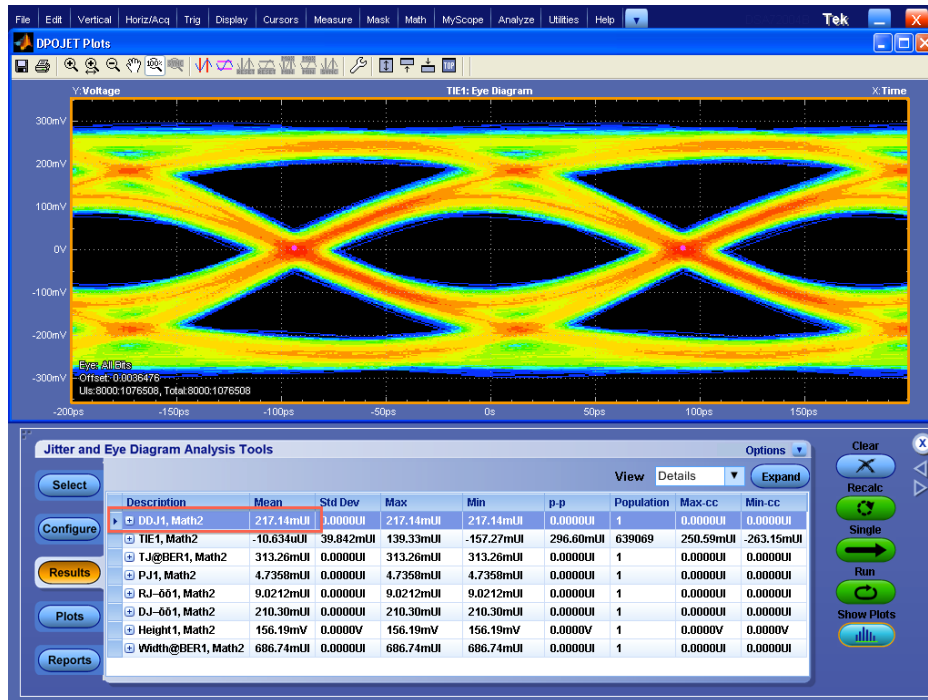 File Edit Vertical Horiz/Acq Trig Display Cursors Measure Mask Math MyScope Analyze Utilities Help Tek
DPOJET Plots
100%
TOP
Y:Voltage TIE1: Eye Diagram X:Time
300mV
200mV
100mV
0V
-100mV
-200mV
-300mV
Eye: All Bits
Offset: 0.0036476
UIs:8000:1076508, Total:8000:1076508
-200ps -150ps -100ps -50ps 0s 50ps 100ps 150ps
Jitter and Eye Diagram Analysis Tools Options
View Details Expand
Description Mean Std Dev Max Min p-p Population Max-cc Min-cc
DDJ1, Math2 217.14mUI 0.0000UI 217.14mUI 217.14mUI 0.0000UI 1 0.0000UI 0.0000UI
TIE1, Math2 -10.634uUI 39.842mUI 139.33mUI -157.27mUI 296.60mUI 639069 250.59mUI -263.15mUI
TJ@BER1, Math2 313.26mUI 0.0000UI 313.26mUI 313.26mUI 0.0000UI 1 0.0000UI 0.0000UI
PJ1, Math2 4.7358mUI 0.0000UI 4.7358mUI 4.7358mUI 0.0000UI 1 0.0000UI 0.0000UI
RJ–δδ1, Math2 9.0212mUI 0.0000UI 9.0212mUI 9.0212mUI 0.0000UI 1 0.0000UI 0.0000UI
DJ–δδ1, Math2 210.30mUI 0.0000UI 210.30mUI 210.30mUI 0.0000UI 1 0.0000UI 0.0000UI
Height1, Math2 156.19mV 0.0000V 156.19mV 156.19mV 0.0000V 1 0.0000V 0.0000V
Width@BER1, Math2 686.74mUI 0.0000UI 686.74mUI 686.74mUI 0.0000UI 1 0.0000UI 0.0000UI
Select
Configure
Results
Plots
Reports
Clear
Recalc
Single
Run
Show Plots